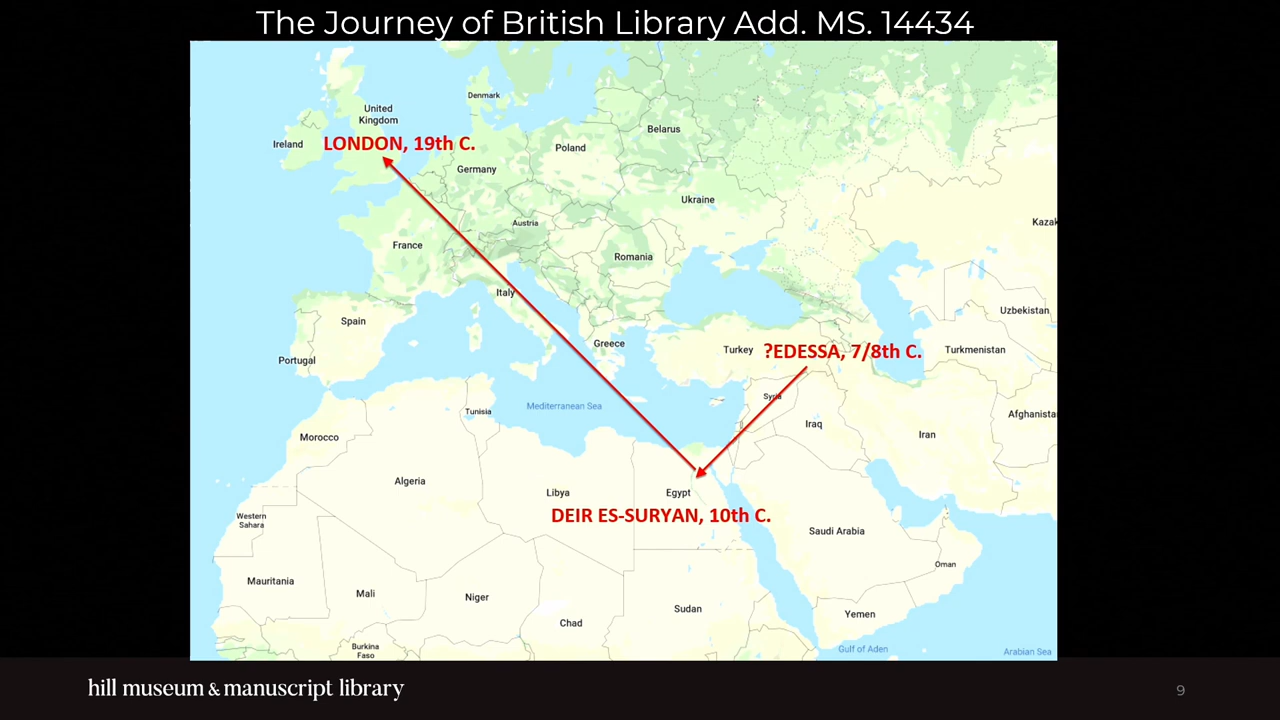 The Journey of British Library Add. MS. 14434
Denmark
United
Kingdom
Ireland
LONDON, 19th C.
Belarus
Poland
Germany
Ukraine
Austria
Kazak
France
Romania
Italy
Uzbekistan
Spain
Greece
Turkey
?EDESSA, 7/8th C.
Turkmenistan
Portugal
Syria
Mediterranean Sea
Tunisia
Afghanista
Iraq
Iran
Morocco
Algeria
Libya
Egypt
Western
Sahara
DEIR ES-SURYAN, 10th C.
Saudi Arabia
Oman
Mauritania
Mali
Niger
Sudan
Yemen
Chad
Burkina
Faso
Gulf of Aden
Arabian Sea
hill museum & manuscript library
9